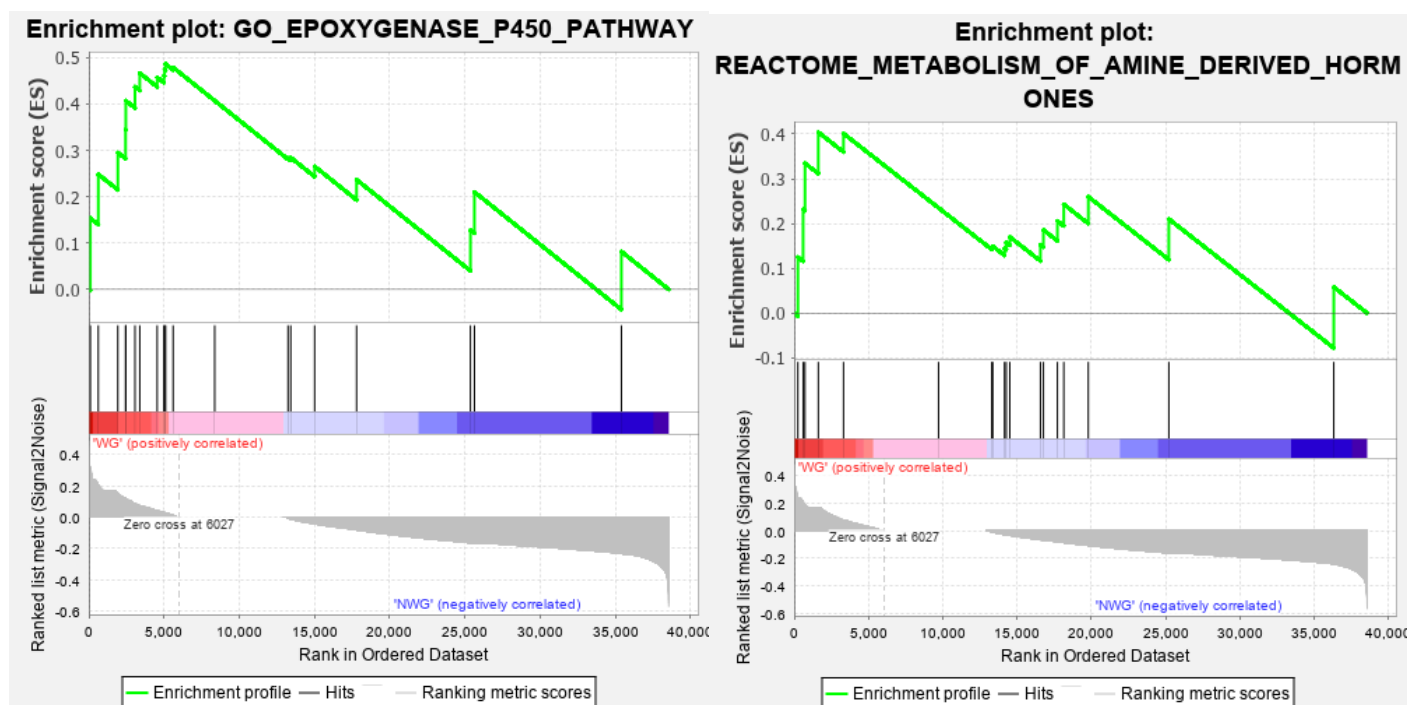 Enrichment plot: GO_EPOXYGENASE_P450_PATHWAY
Enrichment score (ES)
0.5
0.4
0.3
0.2
0.1
0.0
Ranked list metric (Signal2Noise)
'WG' (positively correlated)
0.4
0.2
0.0
-0.2
-0.4
-0.6
Zero cross at 6027
'NWG' (negatively correlated)
0 5,000 10,000 15,000 20,000 25,000 30,000 35,000 40,000
Rank in Ordered Dataset
Enrichment profile Hits Ranking metric scores
Enrichment plot:
REACTOME_METABOLISM_OF_AMINE_DERIVED_HORM
ONES
Enrichment score (ES)
0.4
0.3
0.2
0.1
0.0
-0.1
Ranked list metric (Signal2Noise)
'WG' (positively correlated)
0.4
0.2
0.0
-0.2
-0.4
-0.6
Zero cross at 6027
'NWG' (negatively correlated)
0 5,000 10,000 15,000 20,000 25,000 30,000 35,000 40,000
Rank in Ordered Dataset
Enrichment profile Hits Ranking metric scores